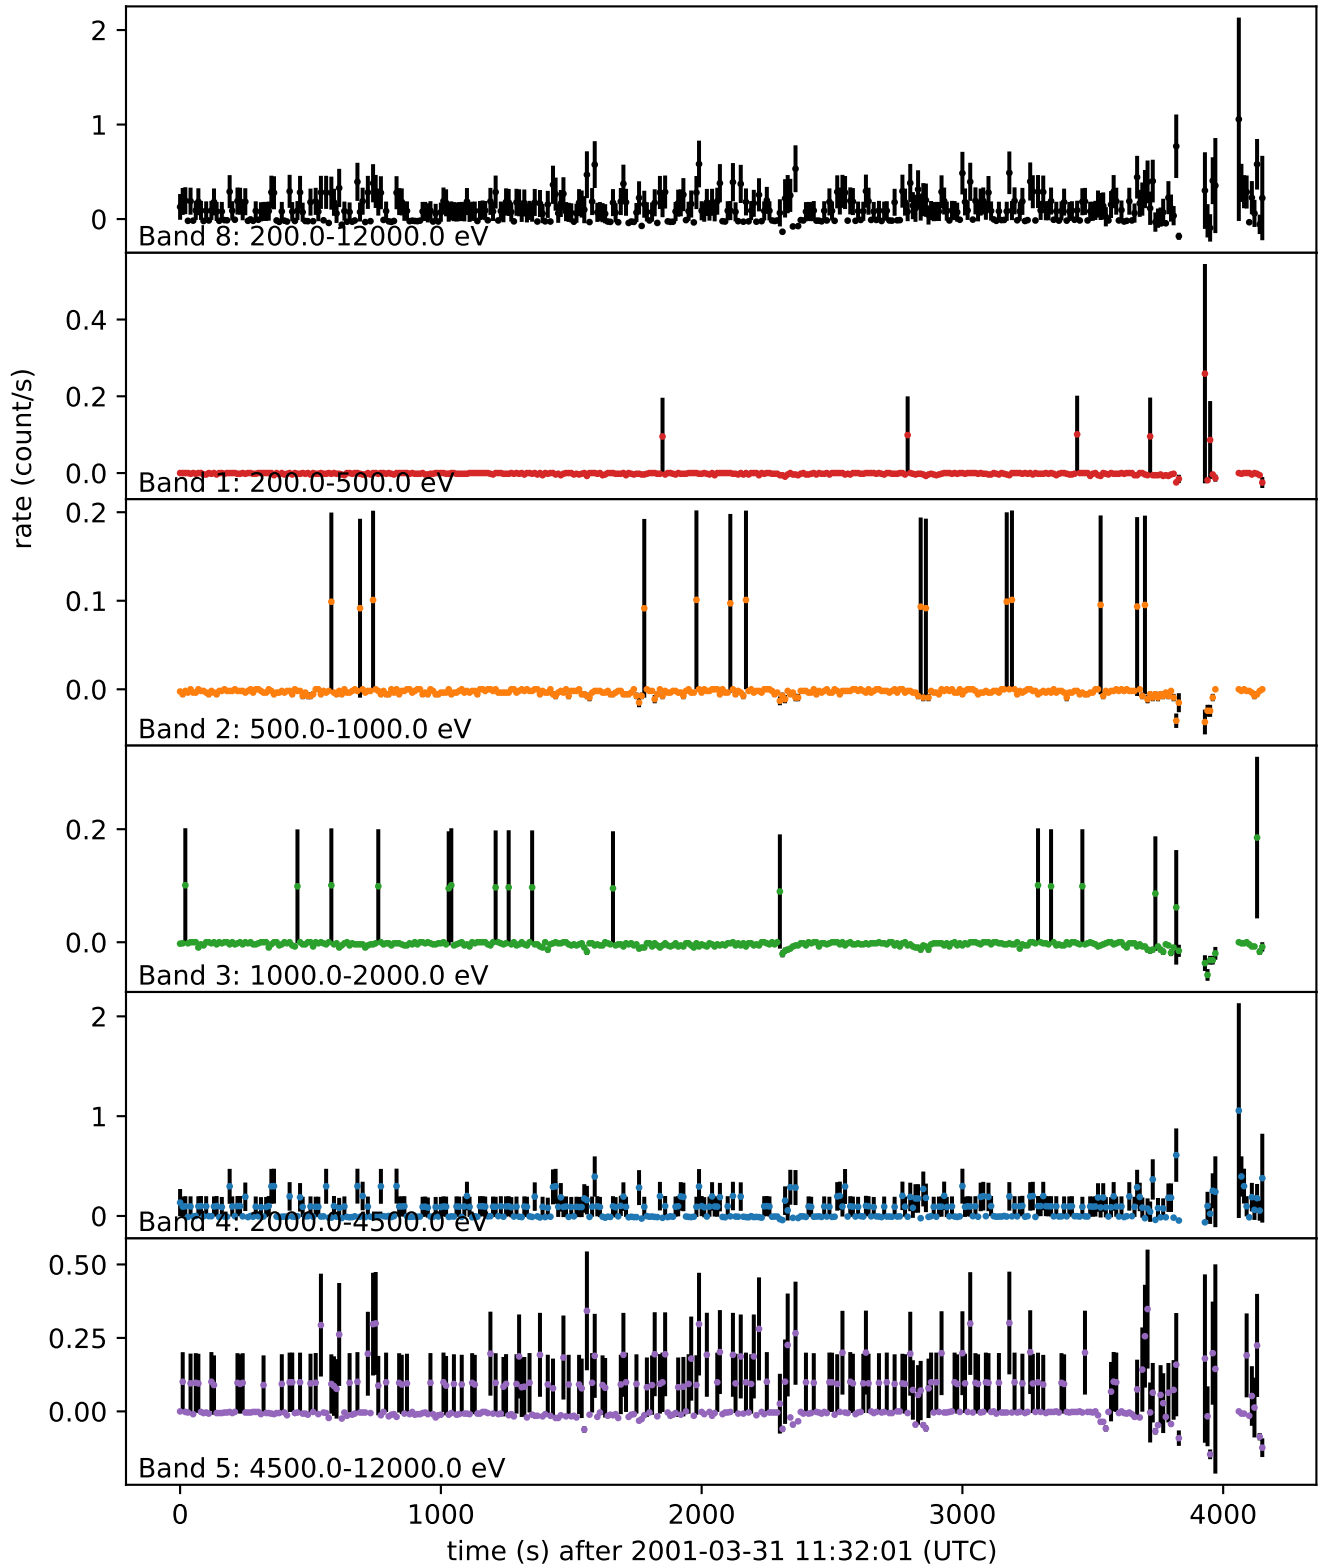 2
1
0
Band 8: 200.0-12000.0 eV
rate (count/s)
0.4
0.2
0.0
Band 1: 200.0-500.0 eV
0.2
0.1
0.0
Band 2: 500.0-1000.0 eV
0.2
0.0
Band 3: 1000.0-2000.0 eV
2
1
0
Band 4: 2000.0-4500.0 eV
0.50
0.25
0.00
Band 5: 4500.0-12000.0 eV
0 1000 2000 3000 4000
time (s) after 2001-03-31 11:32:01 (UTC)